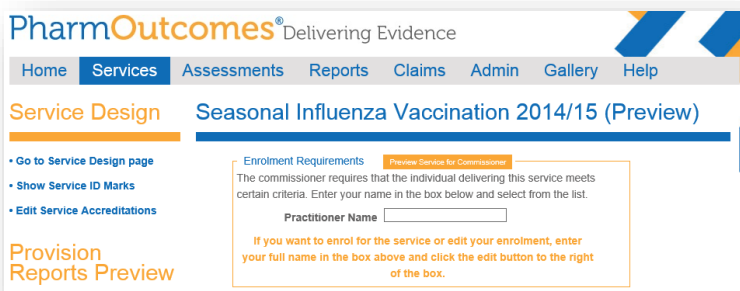 PharmOutcomes® Delivering Evidence
Home Services Assessments Reports Claims Admin Gallery Help
Service Design
• Go to Service Design page
• Show Service ID Marks
• Edit Service Accreditations
Provision
Reports Preview
Seasonal Influenza Vaccination 2014/15 (Preview)
Enrolment Requirements Preview Service for Commissioner
The commissioner requires that the individual delivering this service meets
certain criteria. Enter your name in the box below and select from the list.
Practitioner Name
If you want to enrol for the service or edit your enrolment, enter
your full name in the box above and click the edit button to the right
of the box.